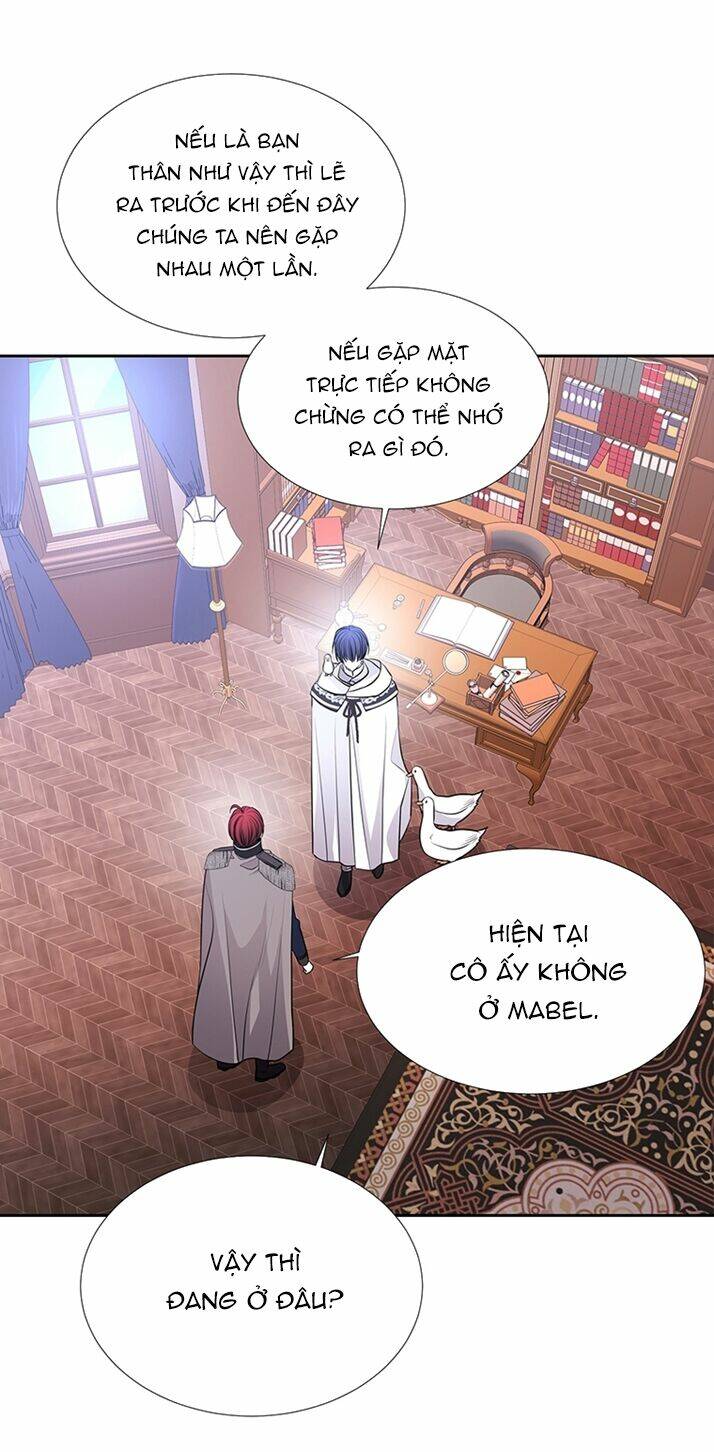 NẾU LÀ BẠN
THÂN NHƯ VẬY THÌ LẼ
RA TRƯỚC KHI ĐẾN ĐÂY
CHÚNG TA NÊN GẶP
NHAU MỘT LẦN.
NẾU GẶP MẶT
TRỰC TIẾP KHÔNG
CHỪNG CÓ THỂ NHỚ
RA GÌ ĐÓ.
HIỆN TẠI
CÔ ẤY KHÔNG
Ở MABEL.
VẬY THÌ
ĐANG Ở ĐÂU?